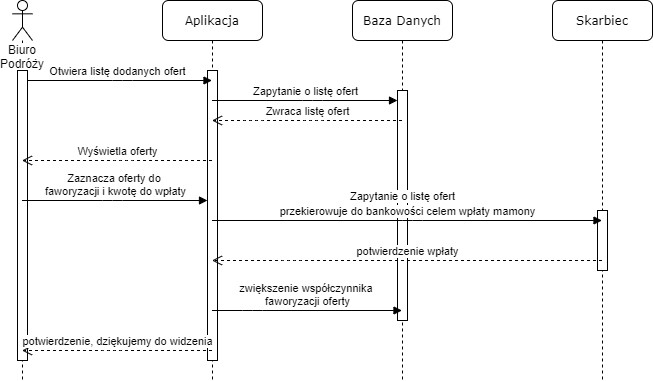 Aplikacja
Baza Danych
Skarbiec
Biuro
Podróży
Otwiera listę dodanych ofert
Zapytanie o listę ofert
Zwraca listę ofert
Wyświetla oferty
Zaznacza oferty do
faworyzacji i kwotę do wpłaty
Zapytanie o listę ofert
przekierowuje do bankowości celem wpłaty mamony
potwierdzenie wpłaty
zwiększenie współczynnika
faworyzacji oferty
potwierdzenie, dziękujemy do widzenia